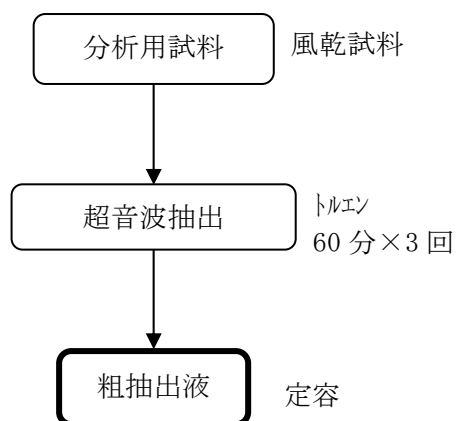 分析用試料
風乾試料
超音波抽出
ﾄﾙｴﾝ
60 分×3 回
粗抽出液
定容